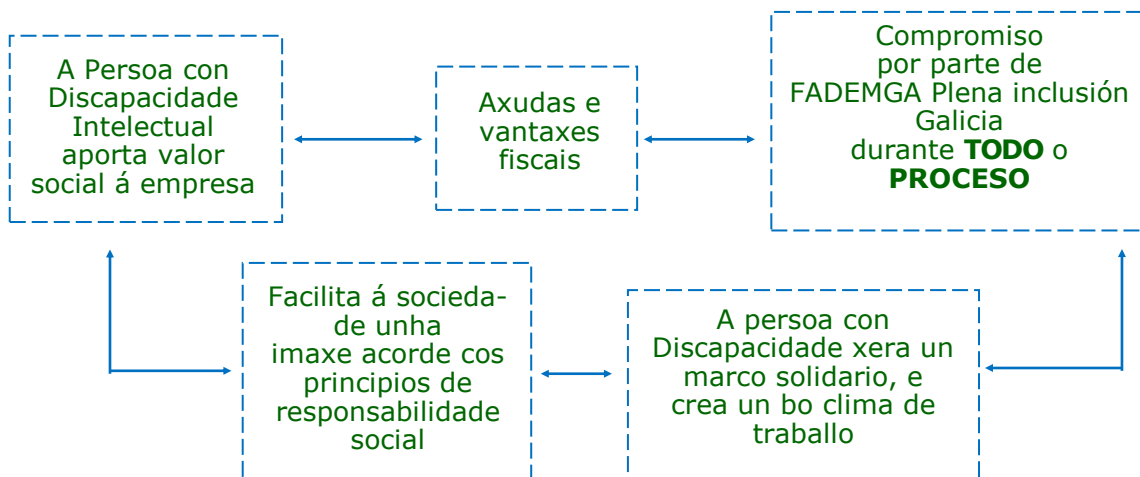 A Persoa con
Discapacidade
Intelectual
aporta valor
social á empresa
Axudas e
vantaxes
fiscais
Compromiso
por parte de
FADEMGA Plena inclusión
Galicia
durante TODO o
PROCESO
Facilita á socieda-
de unha
imaxe acorde cos
principios de
responsabilidade
social
A persoa con
Discapacidade xera un
marco solidario, e
crea un bo clima de
traballo